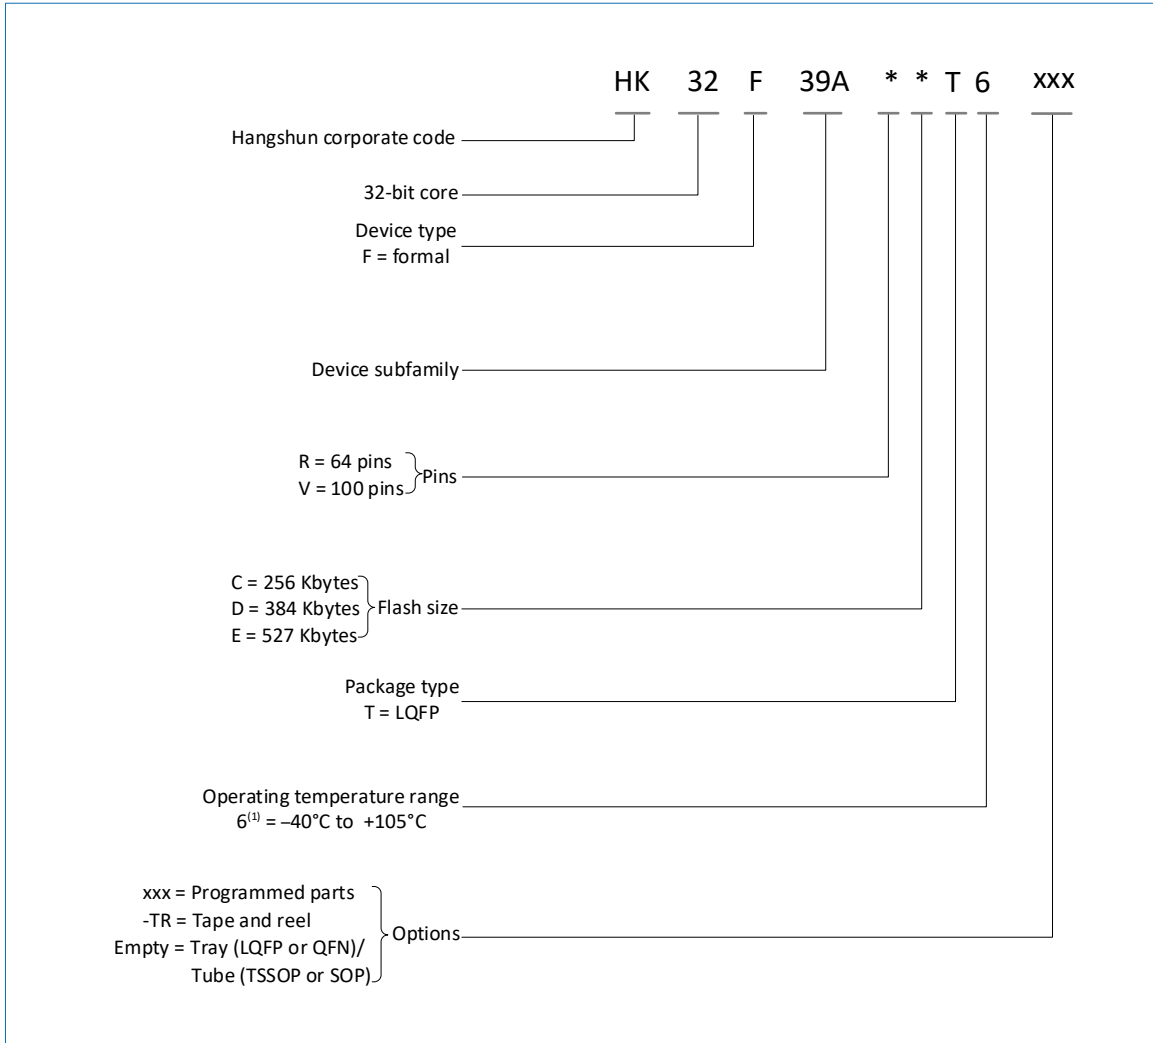 HK 32 F 39A * * T 6 xxx
Hangshun corporate code
32-bit core
Device type
F = formal
Device subfamily
R = 64 pins
V = 100 pins
Pins
C = 256 Kbytes
D = 384 Kbytes
E = 527 Kbytes
Flash size
Package type
T = LQFP
Operating temperature range
6(1) = –40°C to +105°C
xxx = Programmed parts
-TR = Tape and reel
Empty = Tray (LQFP or QFN)/
Tube (TSSOP or SOP)
Options